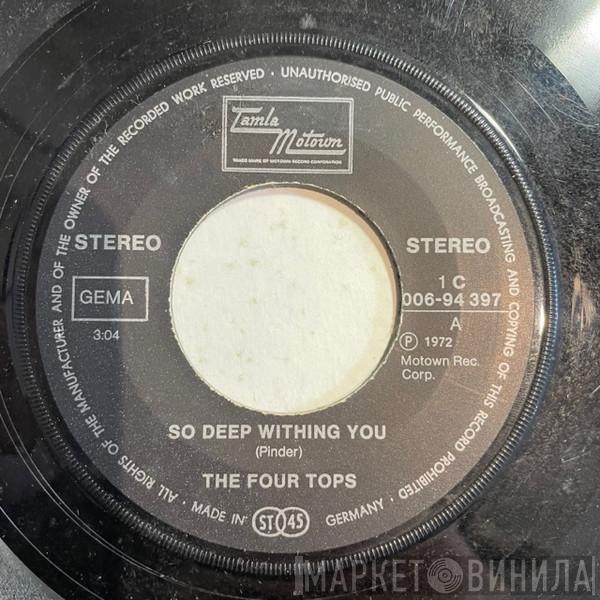 ALL RIGHTS OF THE MANUFACTURER AND OF THE OWNER OF THE RECORDED WORK RESERVED · UNAUTHORISED PUBLIC PERFORMANCE BROADCASTING AND COPYING OF THIS RECORD PROHIBITED ·
Tamla
Motown
TRADE MARK OF MOTOWN RECORD CORPORATION
STEREO
STEREO
GEMA
1 C
006-94 397
3:04
A
Ⓟ 1972
Motown Rec.
Corp.
SO DEEP WITHING YOU
(Pinder)
THE FOUR TOPS
MADE IN ST 45 GERMANY
МАРКЕТ ВИНИЛА